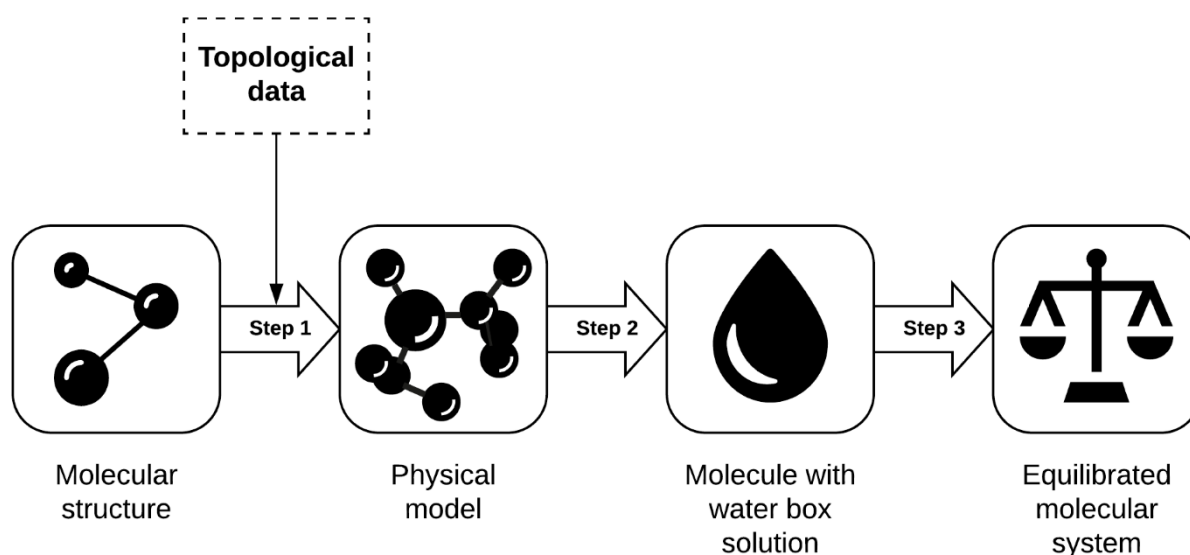 Topological
data
Step 1
Step 2
Step 3
Molecular
structure
Physical
model
Molecule with
water box
solution
Equilibrated
molecular
system